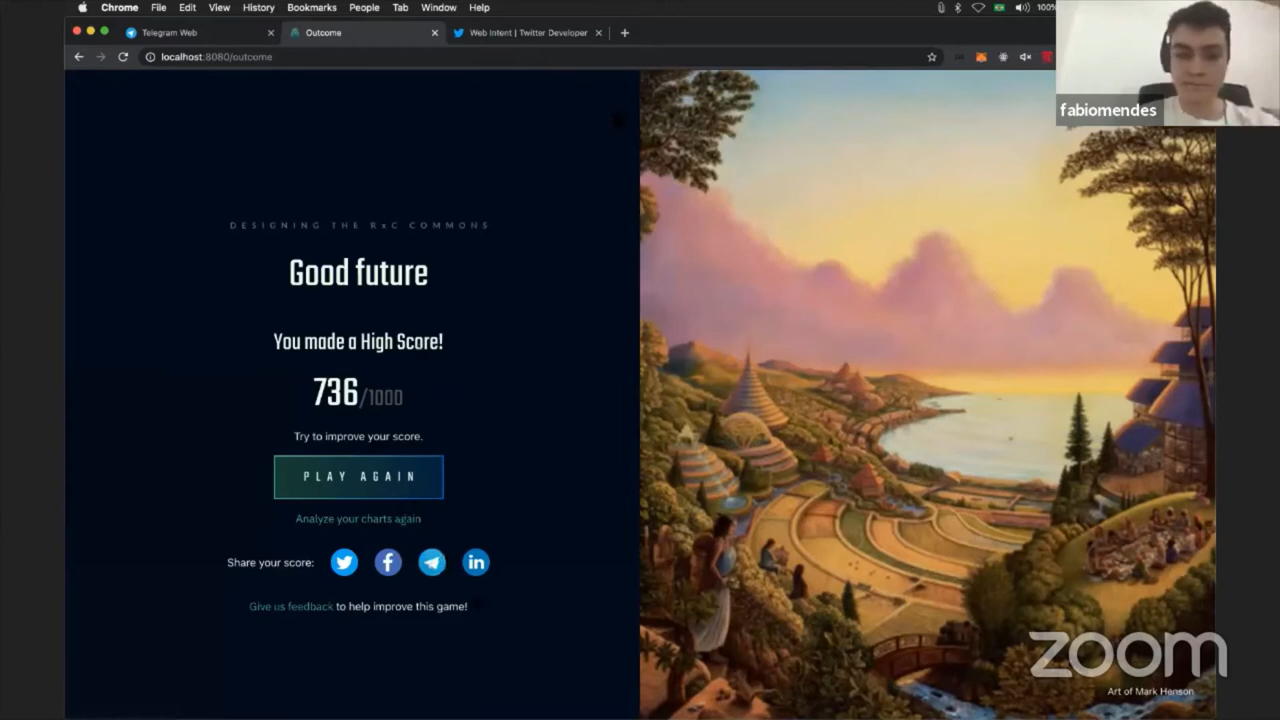 Chrome File Edit View History Bookmarks People Tab Window Help 100%
Telegram Web Outcome Web Intent | Twitter Developer
localhost:8080/outcome
fabiomendes
DESIGNING THE RxC COMMONS
Good future
You made a High Score!
736/1000
Try to improve your score.
PLAY AGAIN
Analyze your charts again
Share your score:
Give us feedback to help improve this game!
zoom
Art of Mark Henson